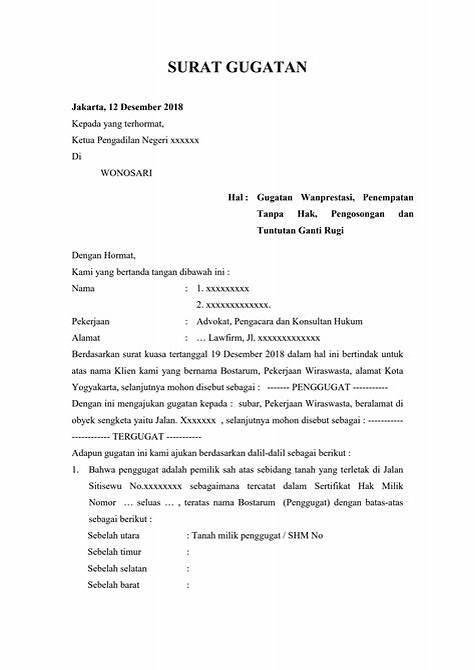 SURAT GUGATAN
Jakarta, 12 Desember 2018
Kepada yang terhormat,
Ketua Pengadilan Negeri xxxxxx
Di
WONOSARI
Hal : Gugatan Wanprestasi, Penempatan
Tanpa Hak, Pengosongan dan
Tuntutan Ganti Rugi
Dengan Hormat,
Kami yang bertanda tangan dibawah ini :
Nama : 1. xxxxxxxxx
2. xxxxxxxxxxxxx.
Pekerjaan : Advokat, Pengacara dan Konsultan Hukum
Alamat : … Lawfirm, Jl. xxxxxxxxxxxxx
Berdasarkan surat kuasa tertanggal 19 Desember 2018 dalam hal ini bertindak untuk
atas nama Klien kami yang bernama Bostarum, Pekerjaan Wiraswasta, alamat Kota
Yogyakarta, selanjutnya mohon disebut sebagai : ------- PENGGUGAT -----------
Dengan ini mengajukan gugatan kepada : subar, Pekerjaan Wiraswasta, beralamat di
obyek sengketa yaitu Jalan. Xxxxxxx , selanjutnya mohon disebut sebagai : -----------
------------ TERGUGAT -----------
Adapun gugatan ini kami ajukan berdasarkan dalil-dalil sebagai berikut :
1. Bahwa penggugat adalah pemilik sah atas sebidang tanah yang terletak di Jalan
Sitisewu No.xxxxxxxx sebagaimana tercatat dalam Sertifikat Hak Milik
Nomor … seluas … , teratas nama Bostarum (Penggugat) dengan batas-atas
sebagai berikut :
Sebelah utara : Tanah milik penggugat / SHM No
Sebelah timur :
Sebelah selatan :
Sebelah barat :